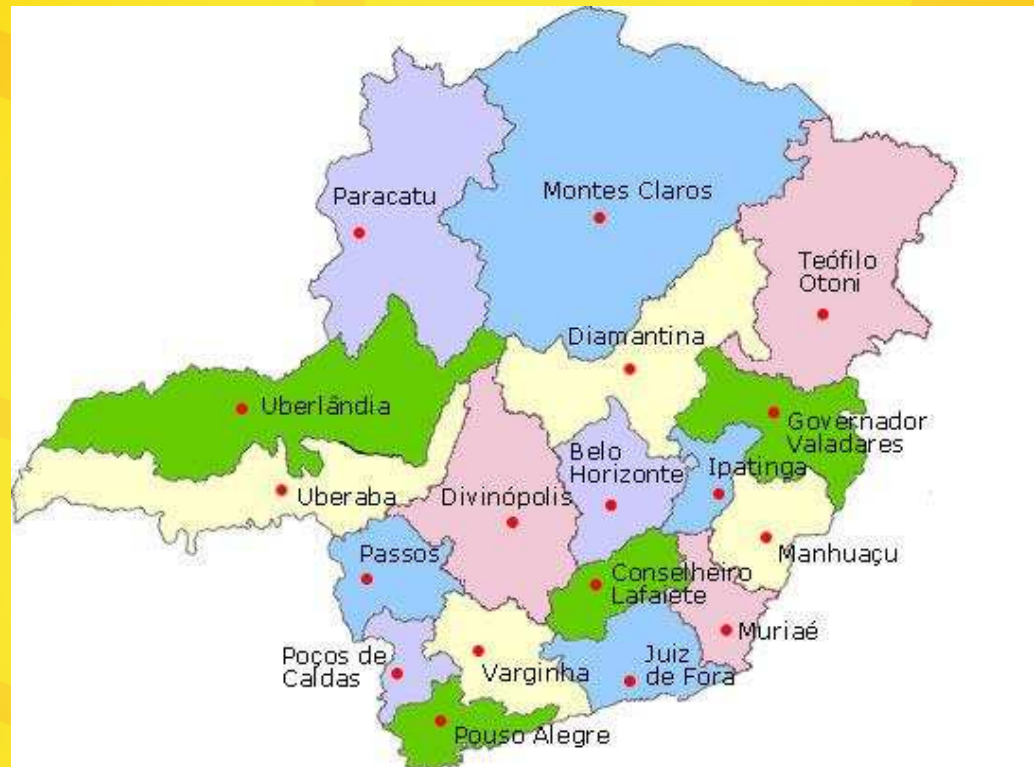 Paracatu
Montes Claros
Teófilo
Otoni
Diamantina
Uberlândia
Governador
Valadares
Belo
Horizonte
Ipatinga
Uberaba
Divinópolis
Passos
Manhuaçu
Conselheiro
Lafaiete
Muriaé
Poços de
Caldas
Varginha
Juiz
de Fora
Pouso Alegre